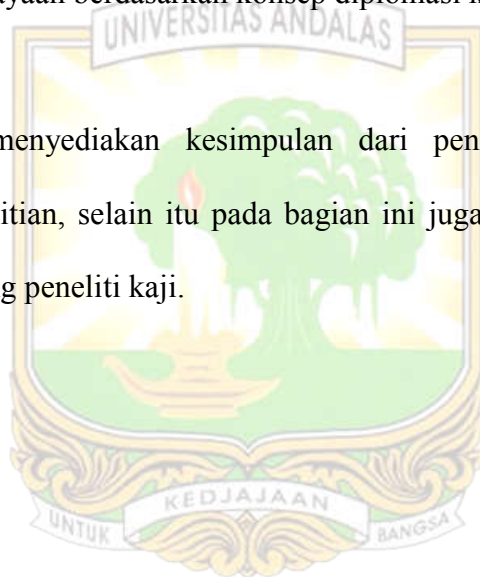 yaan berdasarkan konsep diplomasi
UNIVERSITAS ANDALAS
menyediakan kesimpulan dari pen
itian, selain itu pada bagian ini juga
g peneliti kaji.
KEDJAJAAN
UNTUK BANGSA